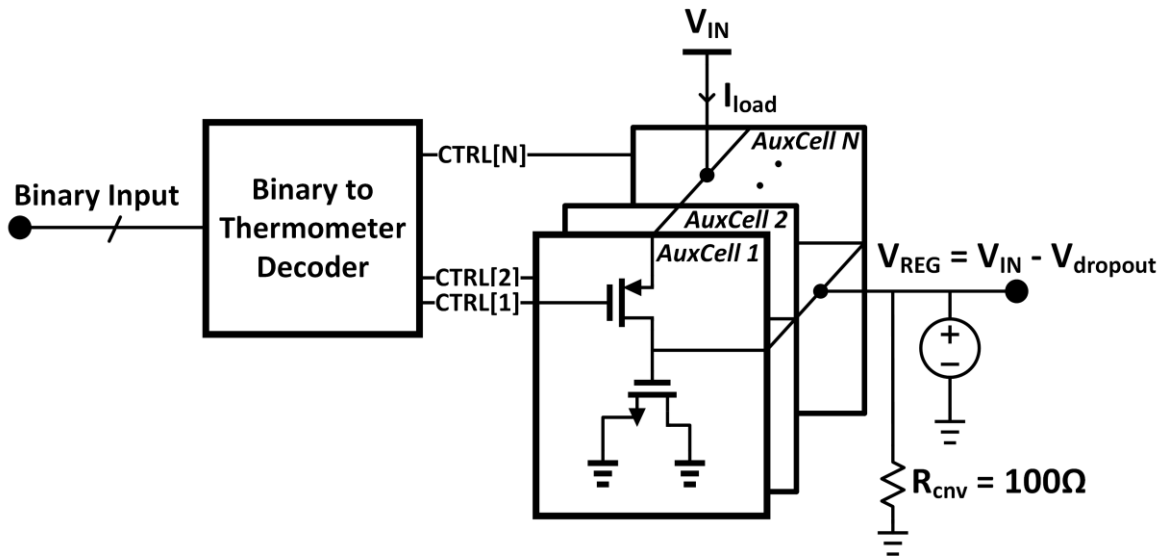 V_IN
I_load
CTRL[N]
AuxCell N
Binary Input
Binary to
Thermometer
Decoder
AuxCell 2
AuxCell 1
CTRL[2]
CTRL[1]
V_REG = V_IN - V_dropout
+
−
R_cnv = 100Ω